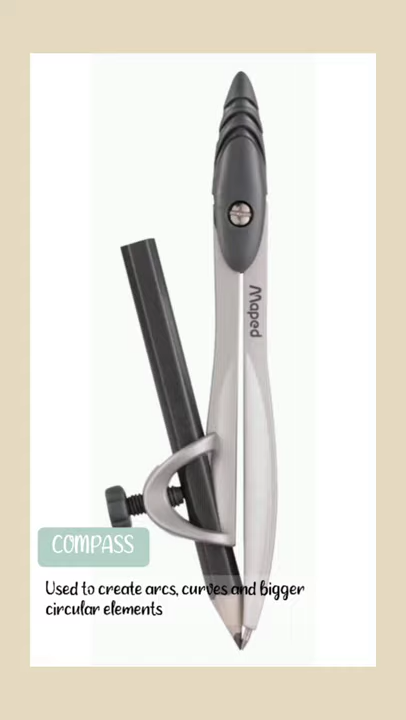 Maped
COMPASS
Used to create arcs, curves and bigger
circular elements